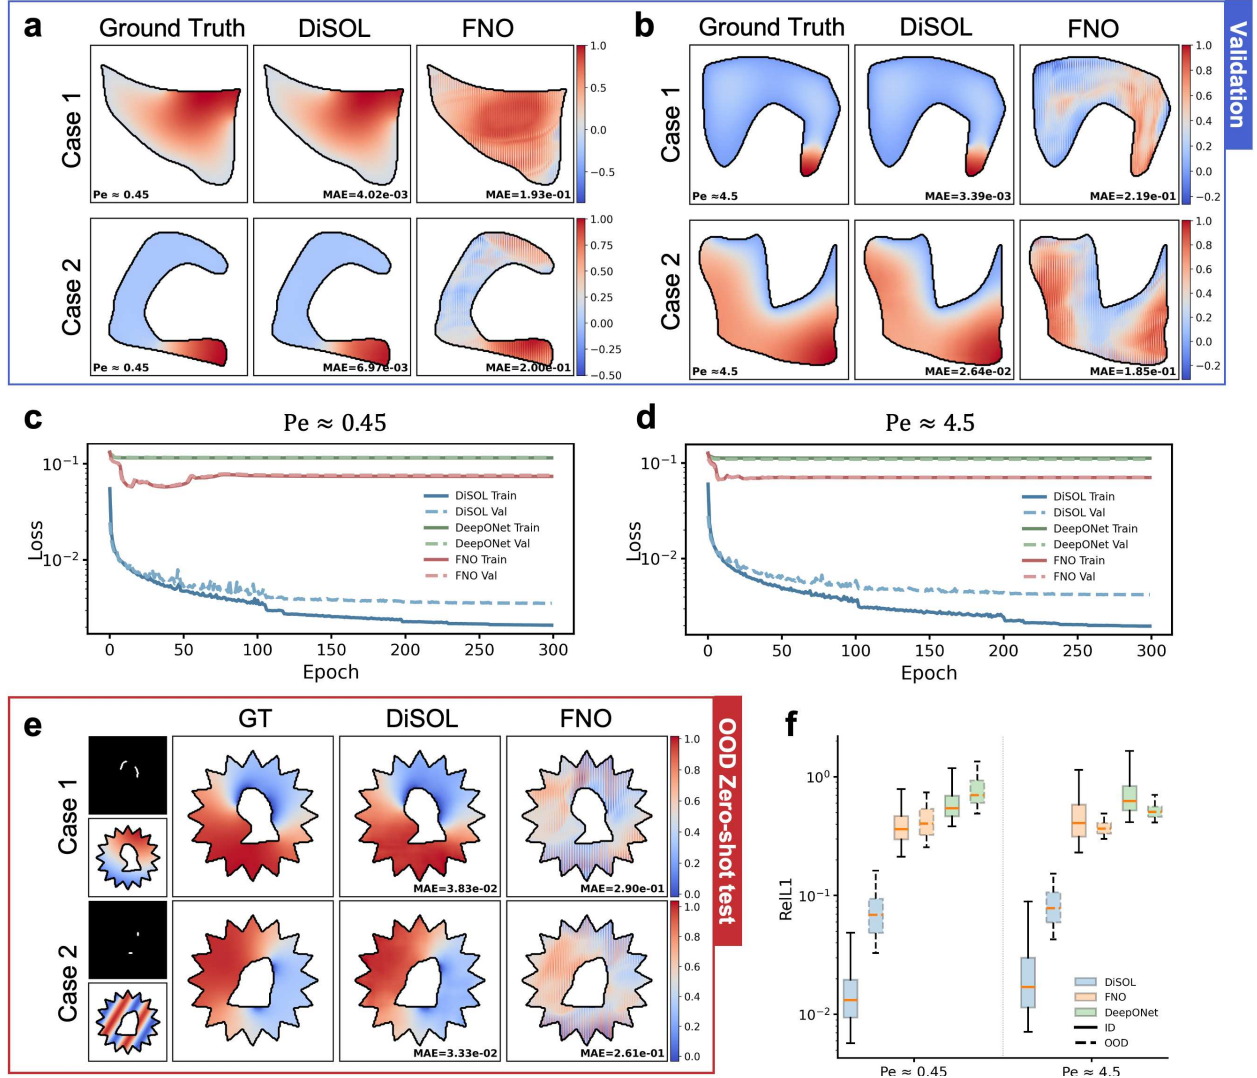 a
Ground Truth DiSOL FNO
Case 1
Pe ≈ 0.45
MAE=4.02e-03
MAE=1.93e-01
1.0
0.5
0.0
−0.5
Case 2
Pe ≈ 0.45
MAE=6.97e-03
MAE=2.00e-01
1.00
0.75
0.50
0.25
0.00
−0.25
−0.50
b
Ground Truth DiSOL FNO
Case 1
Pe ≈4.5
MAE=3.39e-03
MAE=2.19e-01
1.0
0.8
0.6
0.4
0.2
0.0
−0.2
Case 2
Pe ≈4.5
MAE=2.64e-02
MAE=1.85e-01
1.0
0.8
0.6
0.4
0.2
0.0
−0.2
Validation
c
Pe ≈ 0.45
Loss
10⁻¹
10⁻²
DiSOL Train
DiSOL Val
DeepONet Train
DeepONet Val
FNO Train
FNO Val
0 50 100 150 200 250 300
Epoch
d
Pe ≈ 4.5
Loss
10⁻¹
10⁻²
DiSOL Train
DiSOL Val
DeepONet Train
DeepONet Val
FNO Train
FNO Val
0 50 100 150 200 250 300
Epoch
e
GT DiSOL FNO
Case 1
MAE=3.83e-02
MAE=2.90e-01
1.0
0.8
0.6
0.4
0.2
0.0
Case 2
MAE=3.33e-02
MAE=2.61e-01
1.0
0.8
0.6
0.4
0.2
0.0
OOD Zero-shot test
f
RelL1
10⁰
10⁻¹
10⁻²
DiSOL
FNO
DeepONet
ID
OOD
Pe ≈ 0.45 Pe ≈ 4.5